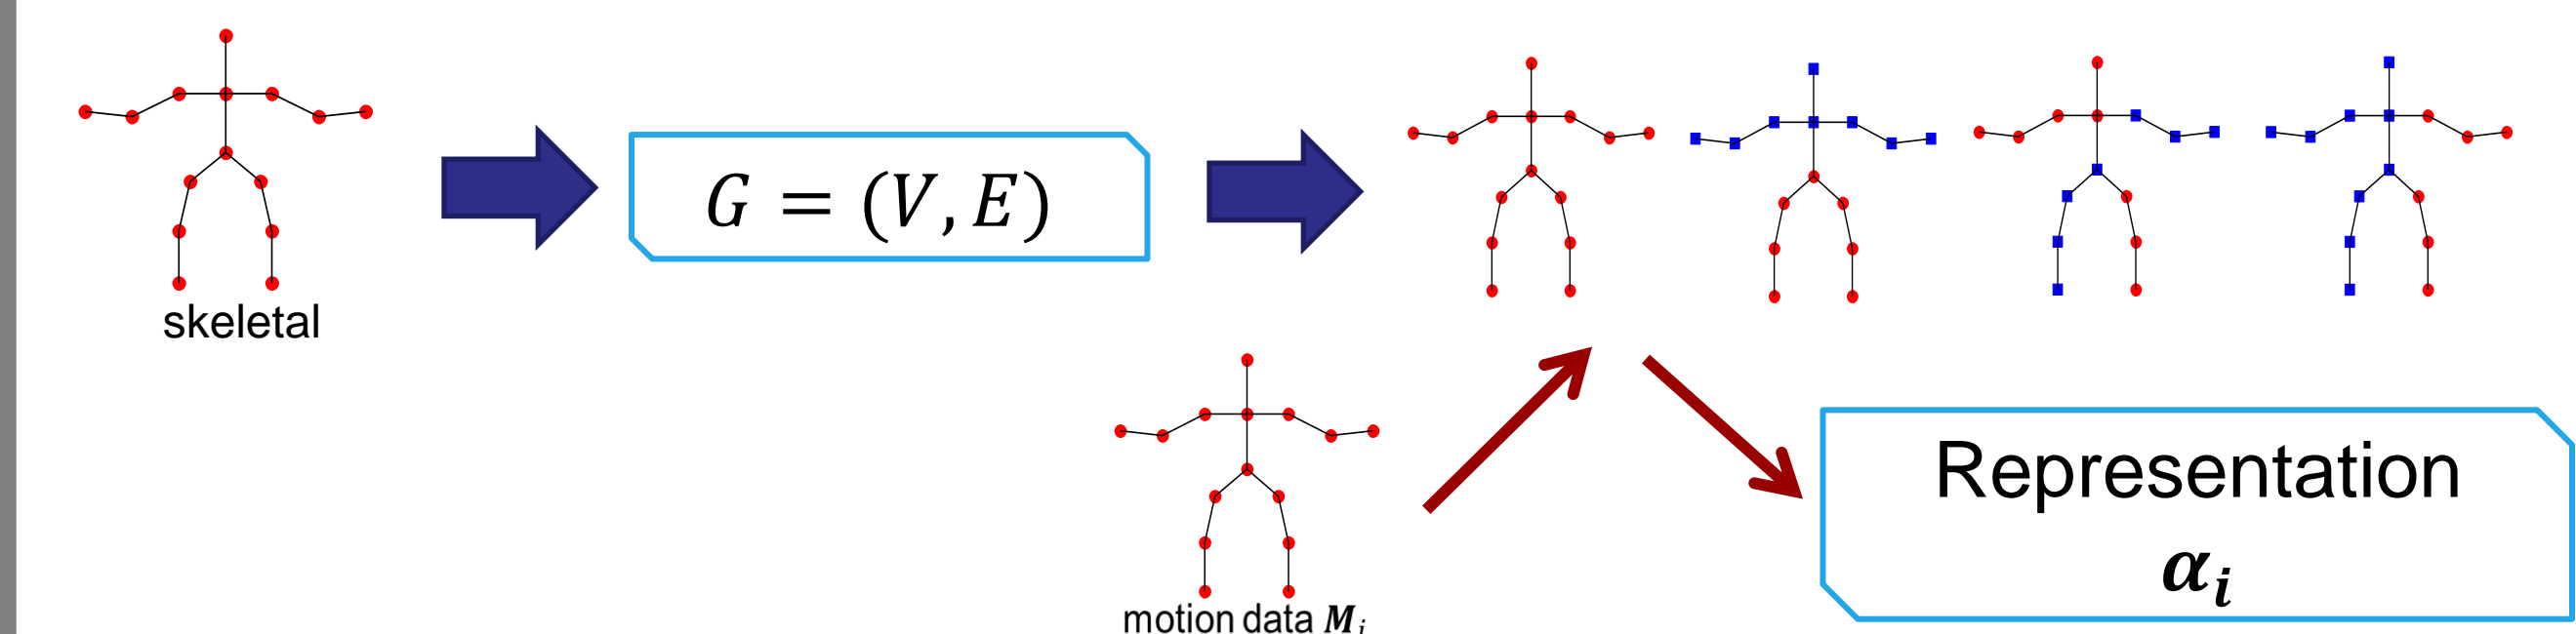 skeletal
G = (V, E)
motion data M_i
Representation
α_i